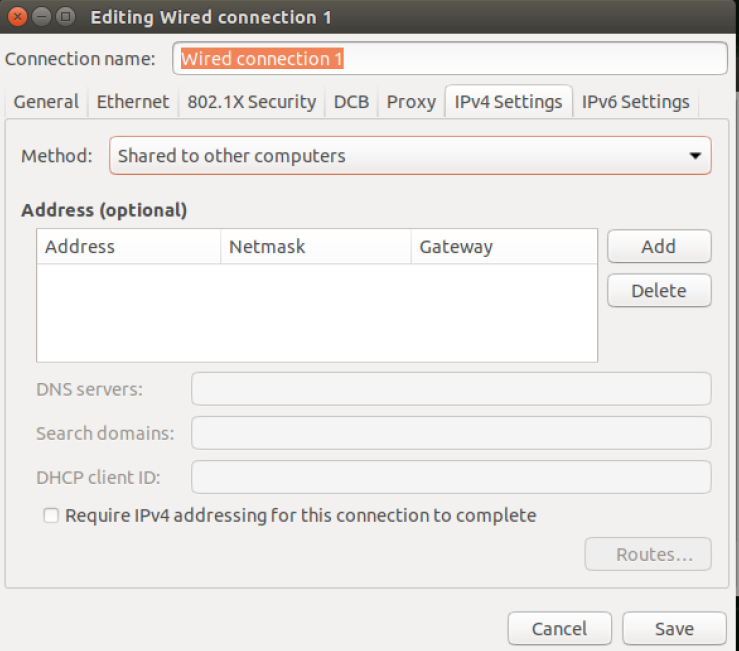 Editing Wired connection 1
Connection name: Wired connection 1
General Ethernet 802.1X Security DCB Proxy IPv4 Settings IPv6 Settings
Method: Shared to other computers
Address (optional)
Address Netmask Gateway Add
Delete
DNS servers:
Search domains:
DHCP client ID:
Require IPv4 addressing for this connection to complete
Routes...
Cancel Save